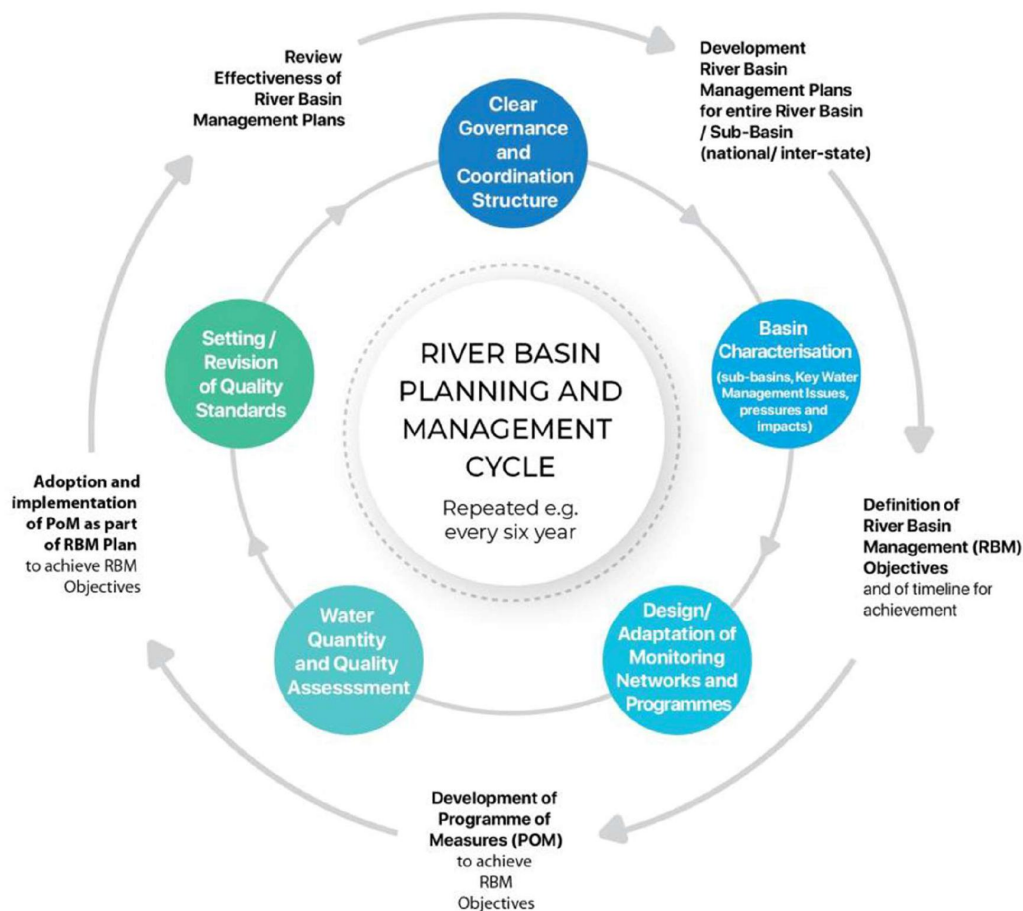 Review
Effectiveness of
River Basin
Management Plans
Development
River Basin
Management Plans
for entire River Basin
/ Sub-Basin
(national/ inter-state)
Clear
Governance
and
Coordination
Structure
Setting /
Revision
of Quality
Standards
Basin
Characterisation
(sub-basins, Key Water
Management Issues,
pressures and
impacts)
RIVER BASIN
PLANNING AND
MANAGEMENT
CYCLE
Repeated e.g.
every six year
Adoption and
implementation
of PoM as part
of RBM Plan
to achieve RBM
Objectives
Definition of
River Basin
Management (RBM)
Objectives
and of timeline for
achievement
Water
Quantity
and Quality
Assesssment
Design/
Adaptation of
Monitoring
Networks and
Programmes
Development of
Programme of
Measures (POM)
to achieve
RBM
Objectives